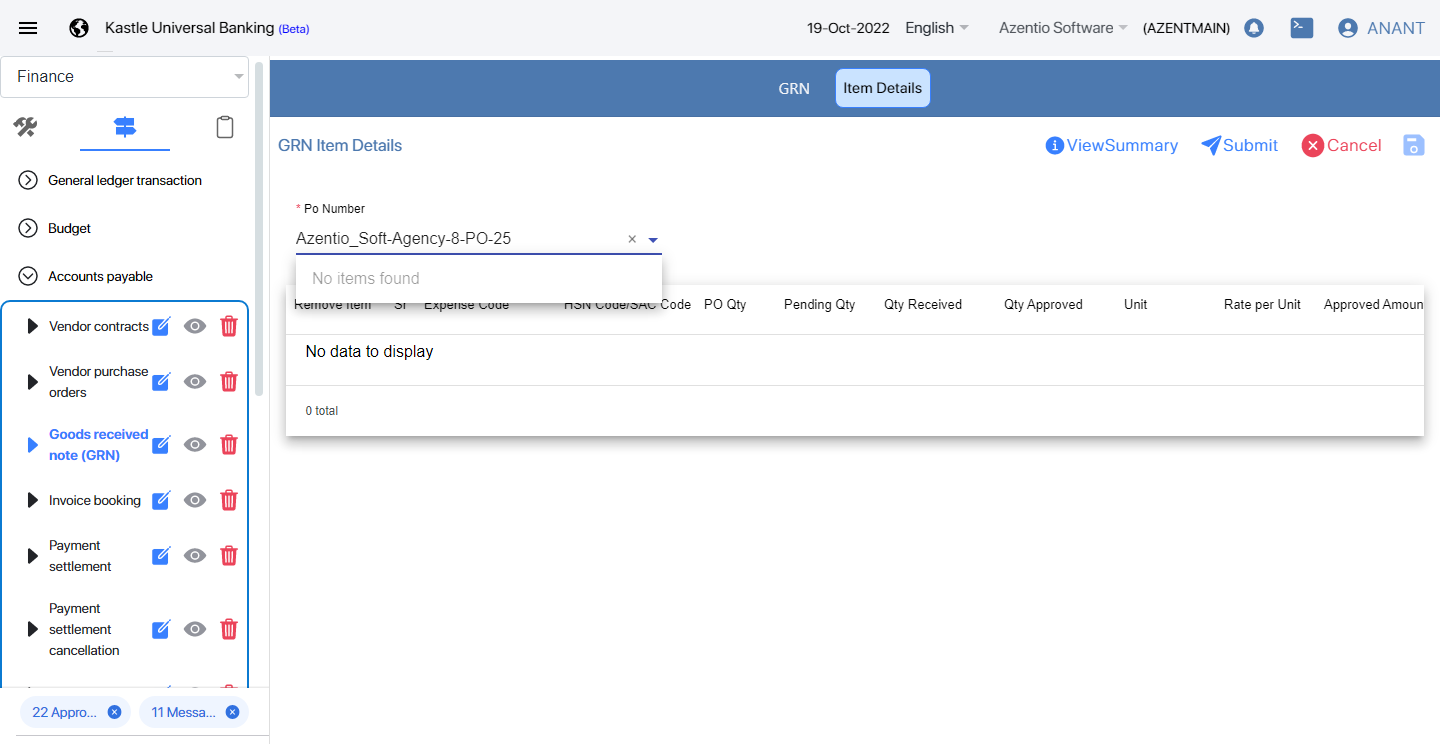 Kastle Universal Banking (Beta)
19-Oct-2022 English Azentio Software (AZENTMAIN) ANANT
Finance
GRN Item Details
GRN Item Details
ViewSummary Submit Cancel
General ledger transaction
Budget
Accounts payable
Vendor contracts
Vendor purchase
orders
Goods received
note (GRN)
Invoice booking
Payment
settlement
Payment
settlement
cancellation
22 Appro... 11 Messa...
* Po Number
Azentio_Soft-Agency-8-PO-25
No items found
Remove Item Sr Expense Code HSN Code/SAC Code PO Qty Pending Qty Qty Received Qty Approved Unit Rate per Unit Approved Amoun
No data to display
0 total